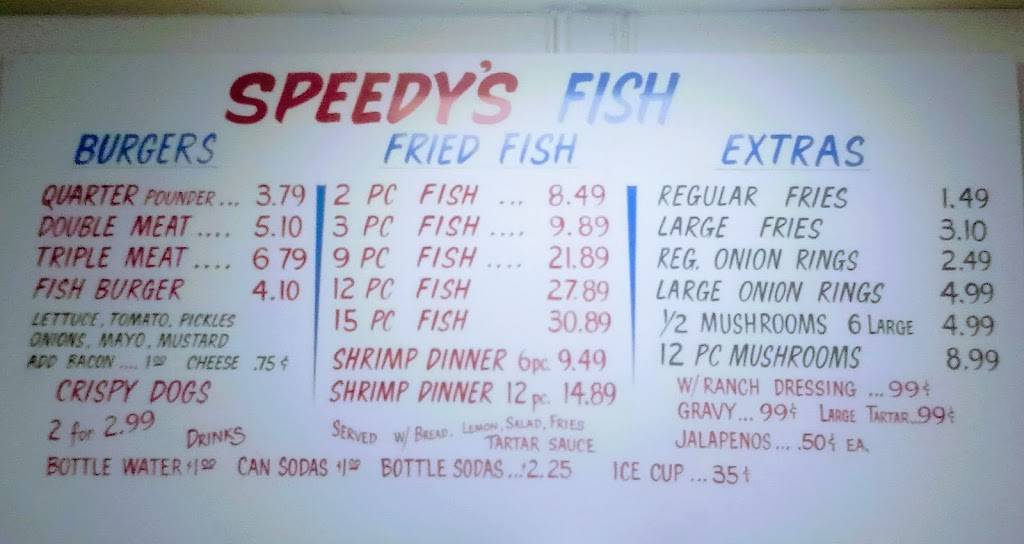 SPEEDY'S FISH
BURGERS
QUARTER POUNDER... 3.79
DOUBLE MEAT.... 5.10
TRIPLE MEAT.... 6 79
FISH BURGER 4.10
LETTUCE, TOMATO, PICKLES
ONIONS, MAYO, MUSTARD
ADD BACON.... 1.00 CHEESE .75¢
CRISPY DOGS
2 for 2.99
FRIED FISH
2 PC FISH ... 8.49
3 PC FISH .... 9.89
9 PC FISH .... 21.89
12 PC FISH 27.89
15 PC FISH 30.89
SHRIMP DINNER 6pc. 9.49
SHRIMP DINNER 12 pc. 14.89
SERVED W/ BREAD, LEMON, SALAD, FRIES
TARTAR SAUCE
EXTRAS
REGULAR FRIES 1.49
LARGE FRIES 3.10
REG. ONION RINGS 2.49
LARGE ONION RINGS 4.99
1/2 MUSHROOMS 6 LARGE 4.99
12 PC MUSHROOMS 8.99
W/ RANCH DRESSING ...99¢
GRAVY... 99¢ LARGE TARTAR...99¢
JALAPENOS... .50¢ EA.
DRINKS
BOTTLE WATER $1.00 CAN SODAS $1.00 BOTTLE SODAS...$2.25 ICE CUP ...35¢